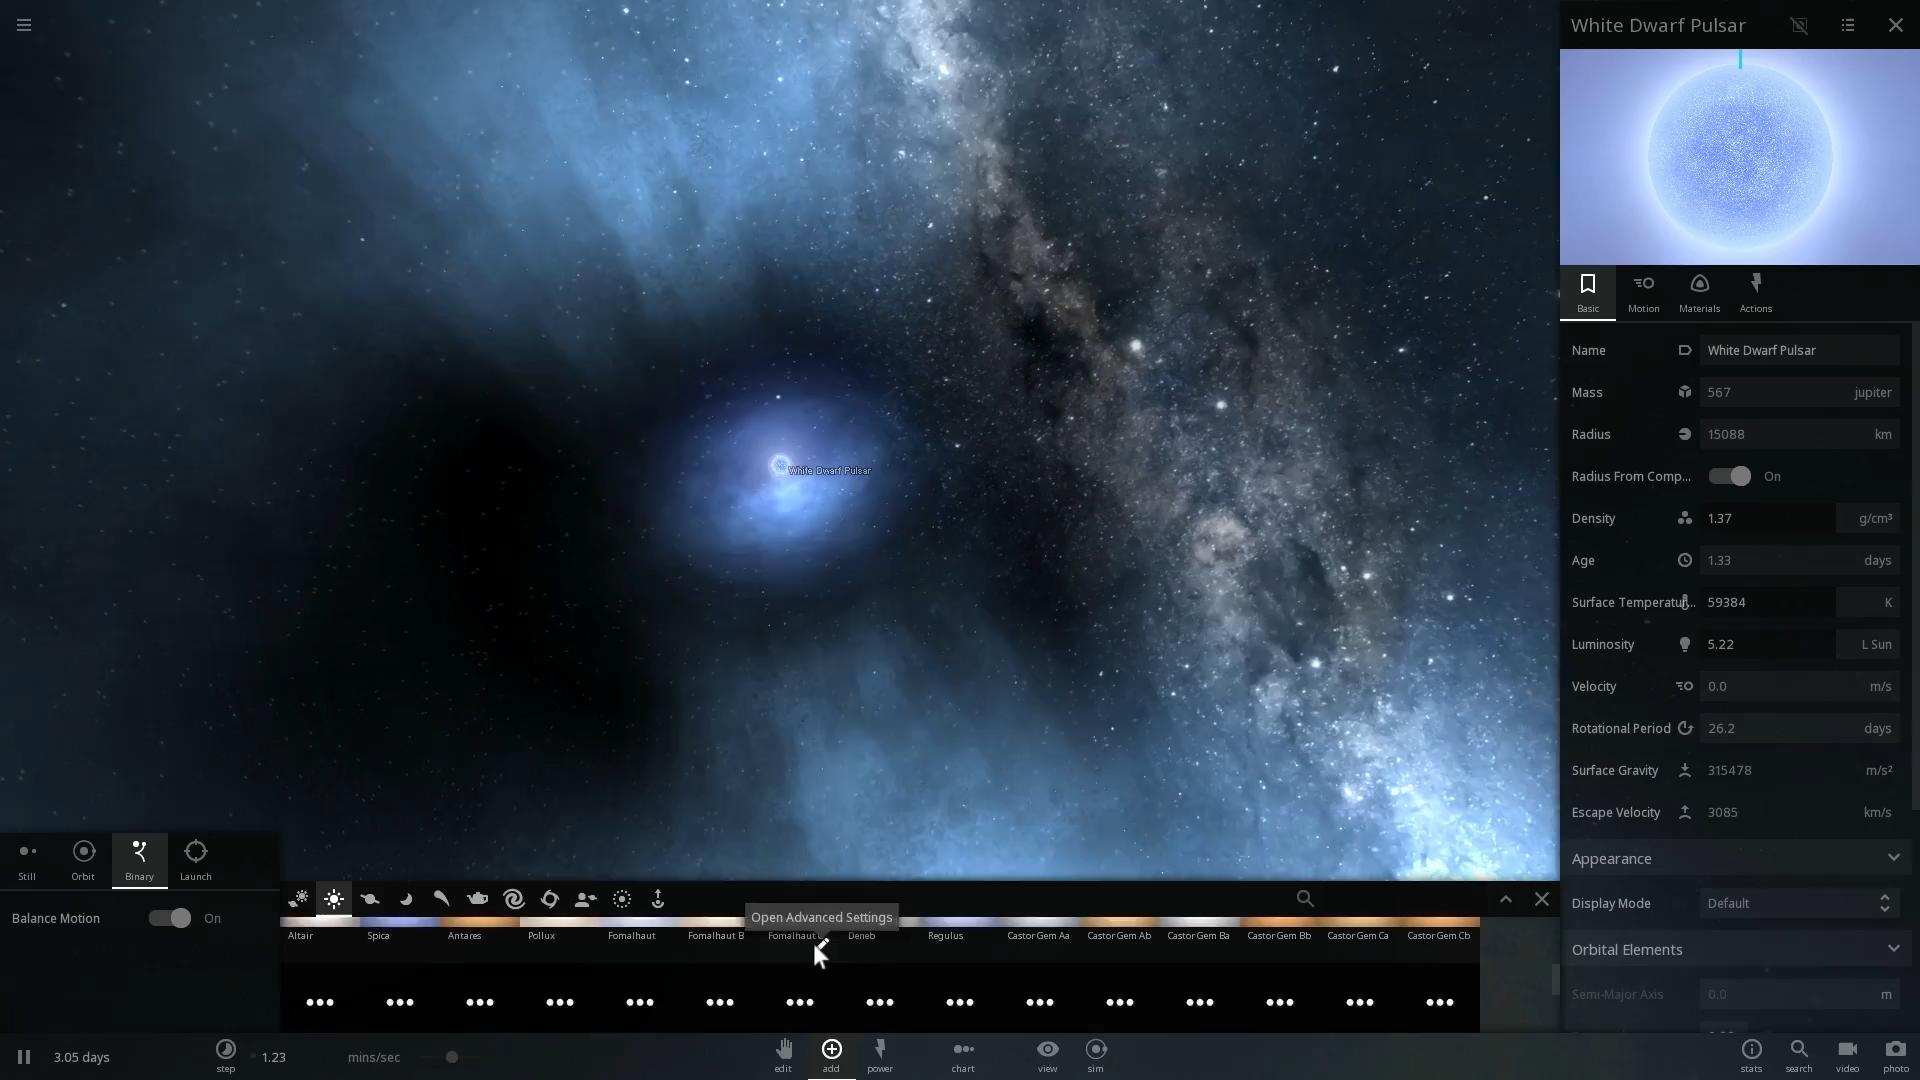 White Dwarf Pulsar
White Dwarf Pulsar
Basic
Motion
Materials
Actions
Name White Dwarf Pulsar
Mass 567 jupiter
Radius 15088 km
Radius From Comp... On
Density 1.37 g/cm³
Age 1.33 days
Surface Temperatur... 59384 K
Luminosity 5.22 L Sun
Velocity 0.0 m/s
Rotational Period 26.2 days
Surface Gravity 315478 m/s²
Escape Velocity 3085 km/s
Appearance
Display Mode Default
Orbital Elements
Semi-Major Axis 0.0 m
Still Orbit Binary Launch
Balance Motion On
Open Advanced Settings
Altair Spica Antares Pollux Fomalhaut Fomalhaut B Fomalhaut Deneb Regulus Castor Gem Aa Castor Gem Ab Castor Gem Ba Castor Gem Bb Castor Gem Ca Castor Gem Cb
3.05 days step 1.23 mins/sec edit add power chart view sim stats search video photo